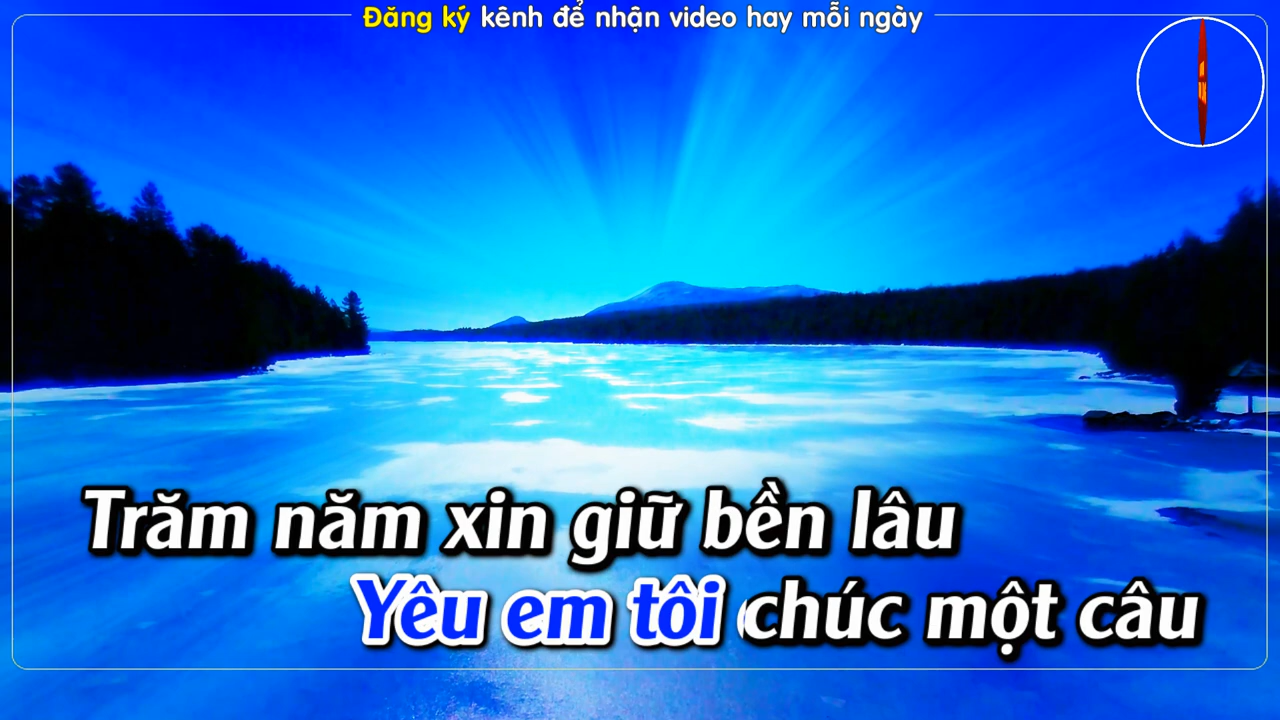 Đăng ký kênh để nhận video hay mỗi ngày
Trăm năm xin giữ bền lâu
Yêu em tôi chúc một câu